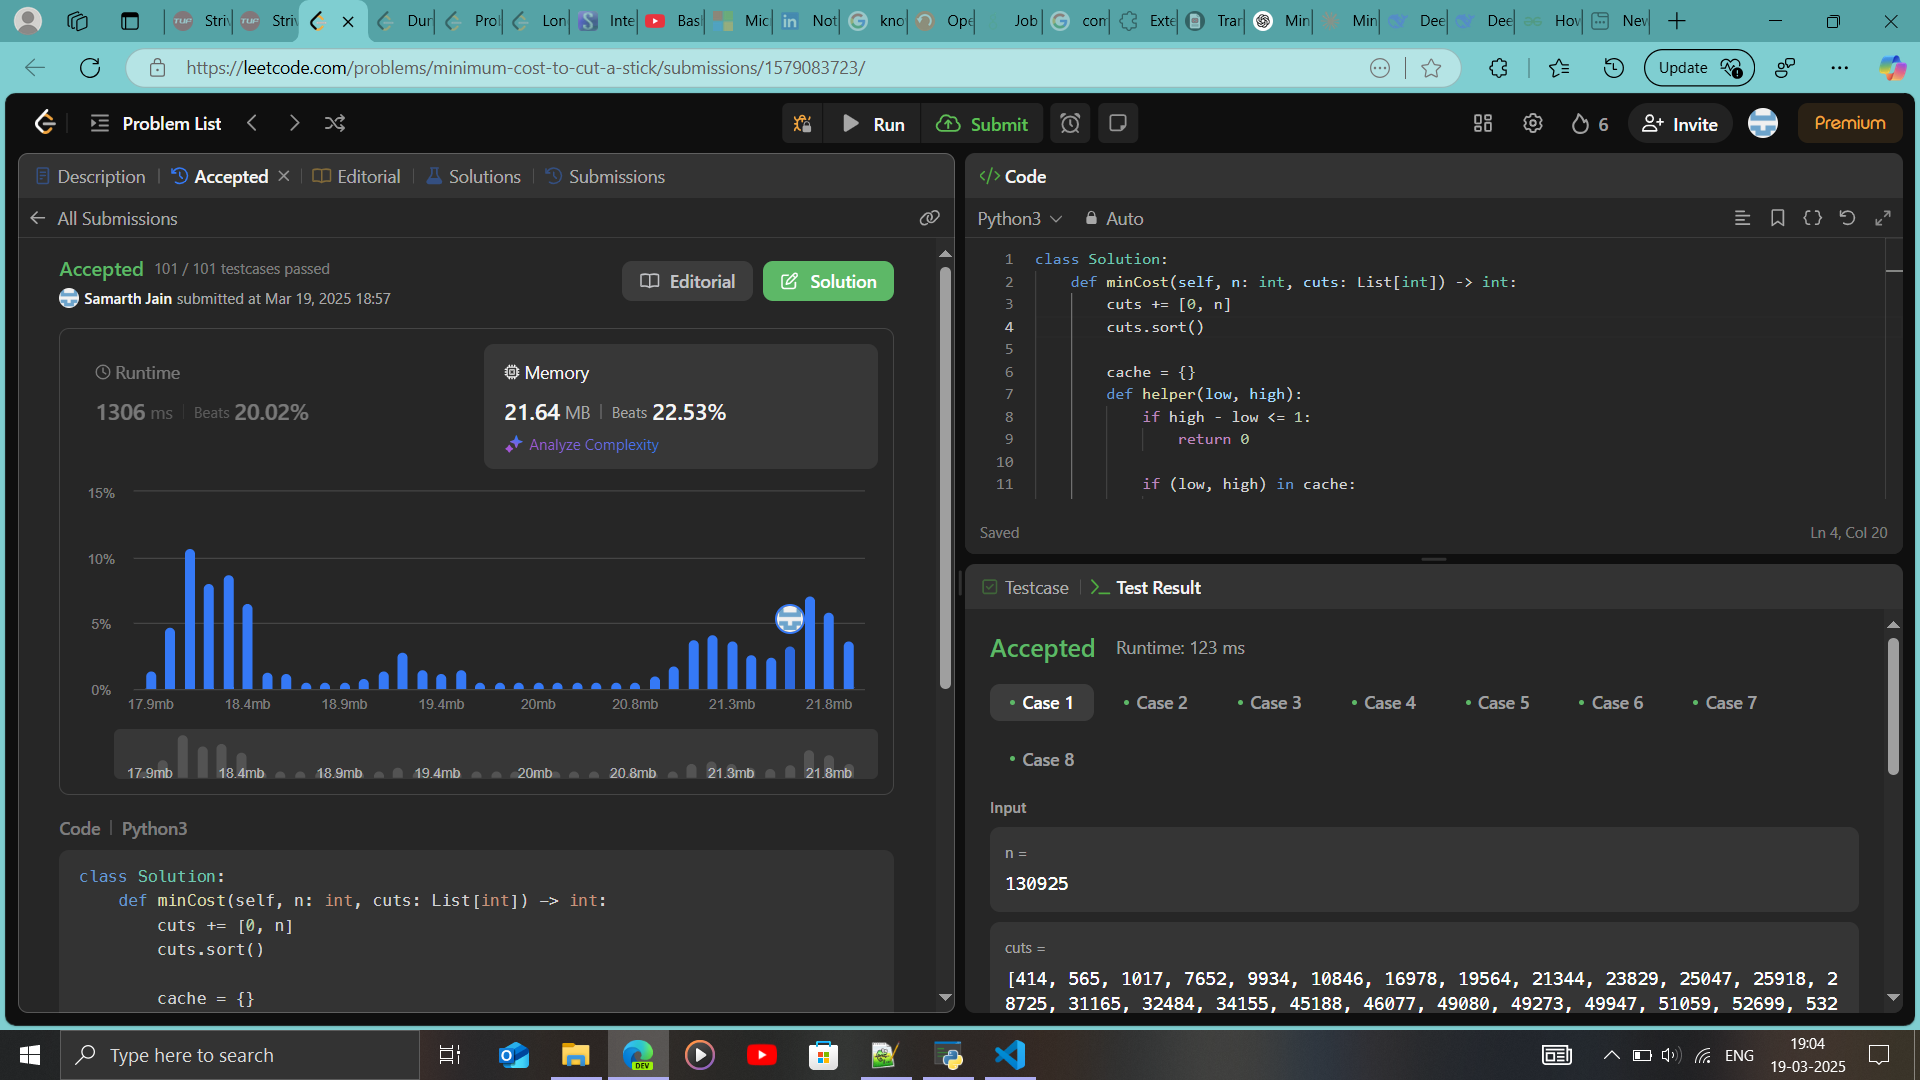 Striv
Striv
Dun
Prol
Lon
Inte
Bas
Mic
Not
kno
Ope
Job
com
Exte
Tran
Min
Min
Dee
Dee
How
Nev
https://leetcode.com/problems/minimum-cost-to-cut-a-stick/submissions/1579083723/
Update
Problem List
Run
Submit
6
Invite
Premium
Description
Accepted
Editorial
Solutions
Submissions
All Submissions
Accepted 101 / 101 testcases passed
Samarth Jain submitted at Mar 19, 2025 18:57
Editorial
Solution
Runtime
1306 ms Beats 20.02%
Memory
21.64 MB Beats 22.53%
Analyze Complexity
15%
10%
5%
0%
17.9mb 18.4mb 18.9mb 19.4mb 20mb 20.8mb 21.3mb 21.8mb
17.9mb 18.4mb 18.9mb 19.4mb 20mb 20.8mb 21.3mb 21.8mb
Code Python3
class Solution:
def minCost(self, n: int, cuts: List[int]) -> int:
cuts += [0, n]
cuts.sort()
cache = {}
</> Code
Python3 Auto
1 class Solution:
2 def minCost(self, n: int, cuts: List[int]) -> int:
3 cuts += [0, n]
4 cuts.sort()
5
6 cache = {}
7 def helper(low, high):
8 if high - low <= 1:
9 return 0
10
11 if (low, high) in cache:
Saved
Ln 4, Col 20
Testcase
Test Result
Accepted Runtime: 123 ms
Case 1 Case 2 Case 3 Case 4 Case 5 Case 6 Case 7
Case 8
Input
n =
130925
cuts =
[414, 565, 1017, 7652, 9934, 10846, 16978, 19564, 21344, 23829, 25047, 25918, 2
8725, 31165, 32484, 34155, 45188, 46077, 49080, 49273, 49947, 51059, 52699, 532
Type here to search
DEV
ENG
19:04
19-03-2025